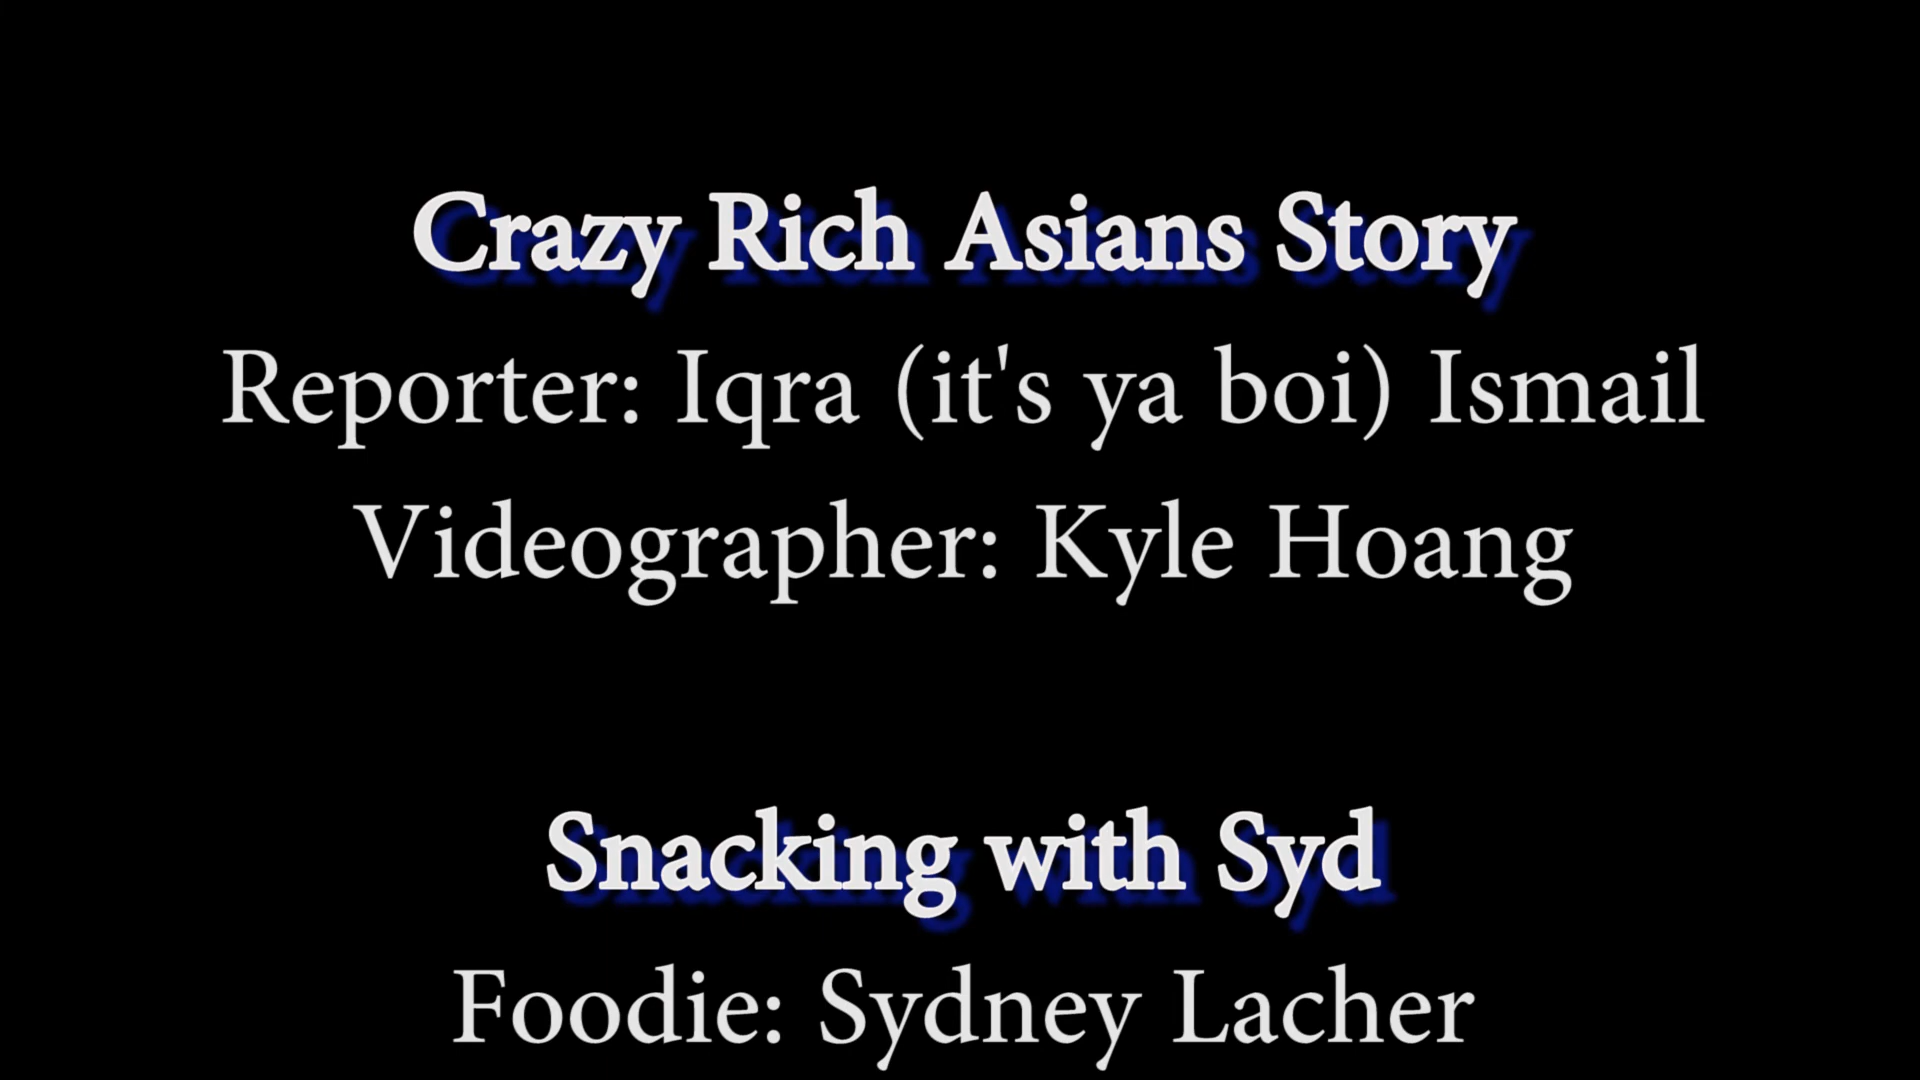 Crazy Rich Asians Story
Reporter: Iqra (it's ya boi) Ismail
Videographer: Kyle Hoang
Snacking with Syd
Foodie: Sydney Lacher